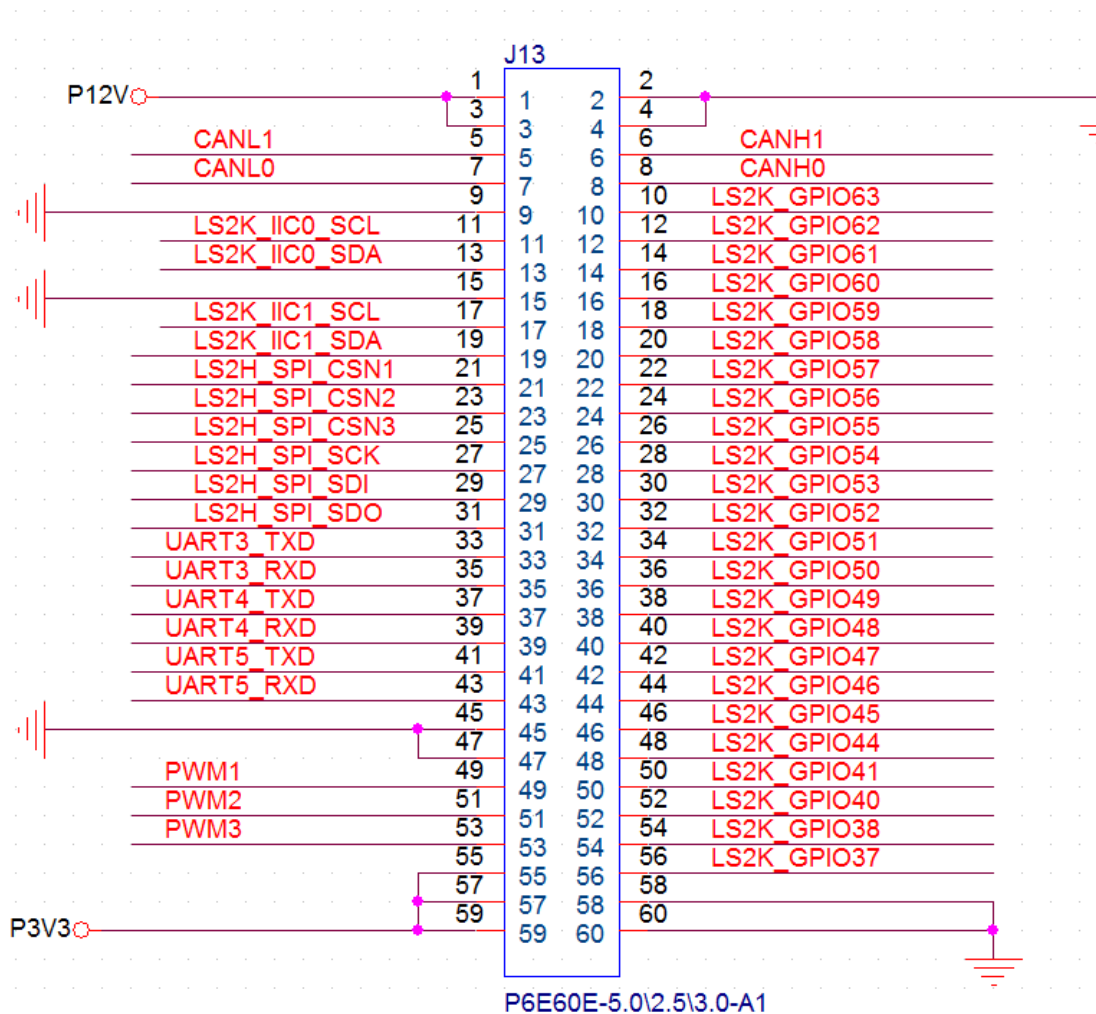 J13
1 2
P12V 1 2
3 4
3 4
CANL1 5 6 CANH1
5 6
CANL0 7 8 CANH0
7 8
9 10 LS2K_GPIO63
9 10
LS2K_IIC0_SCL 11 12 LS2K_GPIO62
11 12
LS2K_IIC0_SDA 13 14 LS2K_GPIO61
13 14
15 16 LS2K_GPIO60
15 16
LS2K_IIC1_SCL 17 18 LS2K_GPIO59
17 18
LS2K_IIC1_SDA 19 20 LS2K_GPIO58
19 20
LS2H_SPI_CSN1 21 22 LS2K_GPIO57
21 22
LS2H_SPI_CSN2 23 24 LS2K_GPIO56
23 24
LS2H_SPI_CSN3 25 26 LS2K_GPIO55
25 26
LS2H_SPI_SCK 27 28 LS2K_GPIO54
27 28
LS2H_SPI_SDI 29 30 LS2K_GPIO53
29 30
LS2H_SPI_SDO 31 32 LS2K_GPIO52
31 32
UART3_TXD 33 34 LS2K_GPIO51
33 34
UART3_RXD 35 36 LS2K_GPIO50
35 36
UART4_TXD 37 38 LS2K_GPIO49
37 38
UART4_RXD 39 40 LS2K_GPIO48
39 40
UART5_TXD 41 42 LS2K_GPIO47
41 42
UART5_RXD 43 44 LS2K_GPIO46
43 44
45 46 LS2K_GPIO45
45 46
47 48 LS2K_GPIO44
47 48
PWM1 49 50 LS2K_GPIO41
49 50
PWM2 51 52 LS2K_GPIO40
51 52
PWM3 53 54 LS2K_GPIO38
53 54
55 56 LS2K_GPIO37
55 56
57 58
57 58
59 60
P3V3 59 60
P6E60E-5.0\2.5\3.0-A1